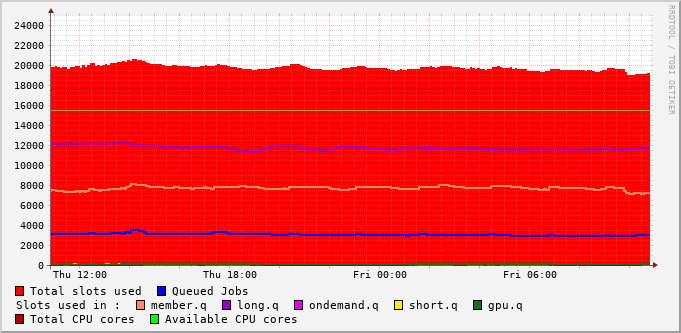 24000
22000
20000
18000
16000
14000
12000
10000
8000
6000
4000
2000
0
Thu 12:00 Thu 18:00 Fri 00:00 Fri 06:00
RRDTOOL / TOBI OETIKER
Total slots used Queued Jobs
Slots used in : member.q long.q ondemand.q short.q gpu.q
Total CPU cores Available CPU cores